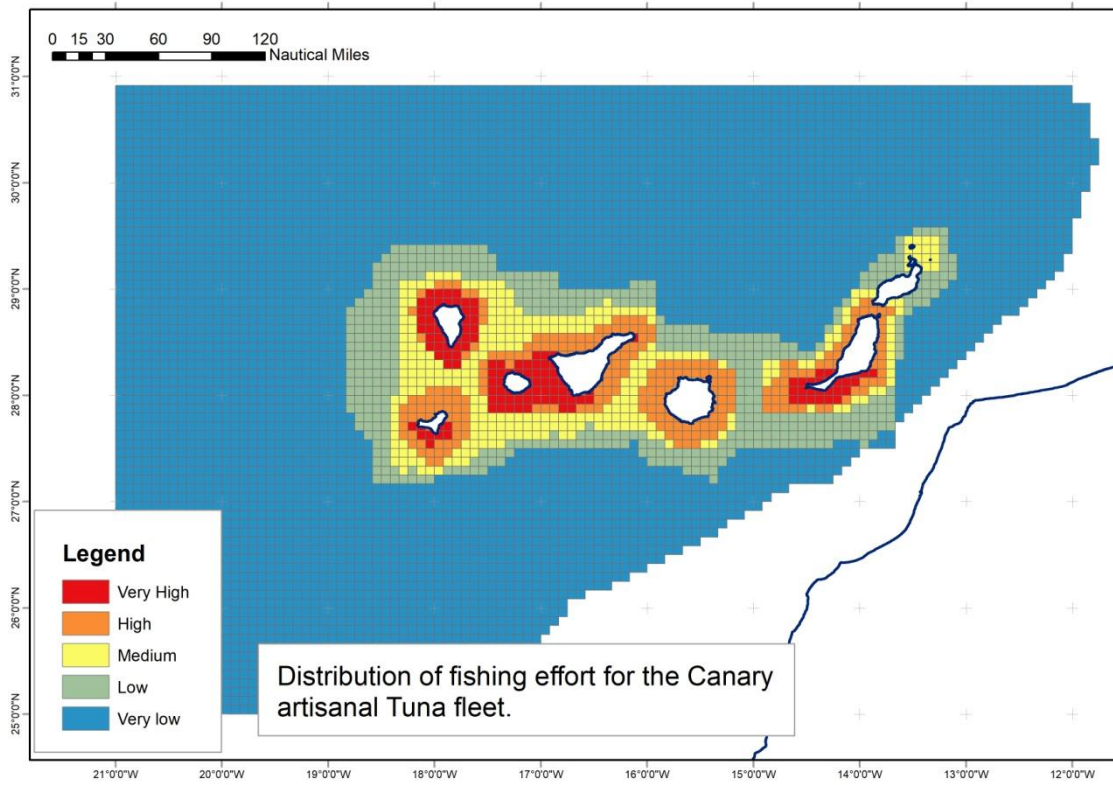 0 15 30 60 90 120
Nautical Miles
31°0'0"N
30°0'0"N
29°0'0"N
28°0'0"N
27°0'0"N
26°0'0"N
25°0'0"N
Legend
Very High
High
Medium
Low
Very low
Distribution of fishing effort for the Canary
artisanal Tuna fleet.
21°0'0"W 20°0'0"W 19°0'0"W 18°0'0"W 17°0'0"W 16°0'0"W 15°0'0"W 14°0'0"W 13°0'0"W 12°0'0"W